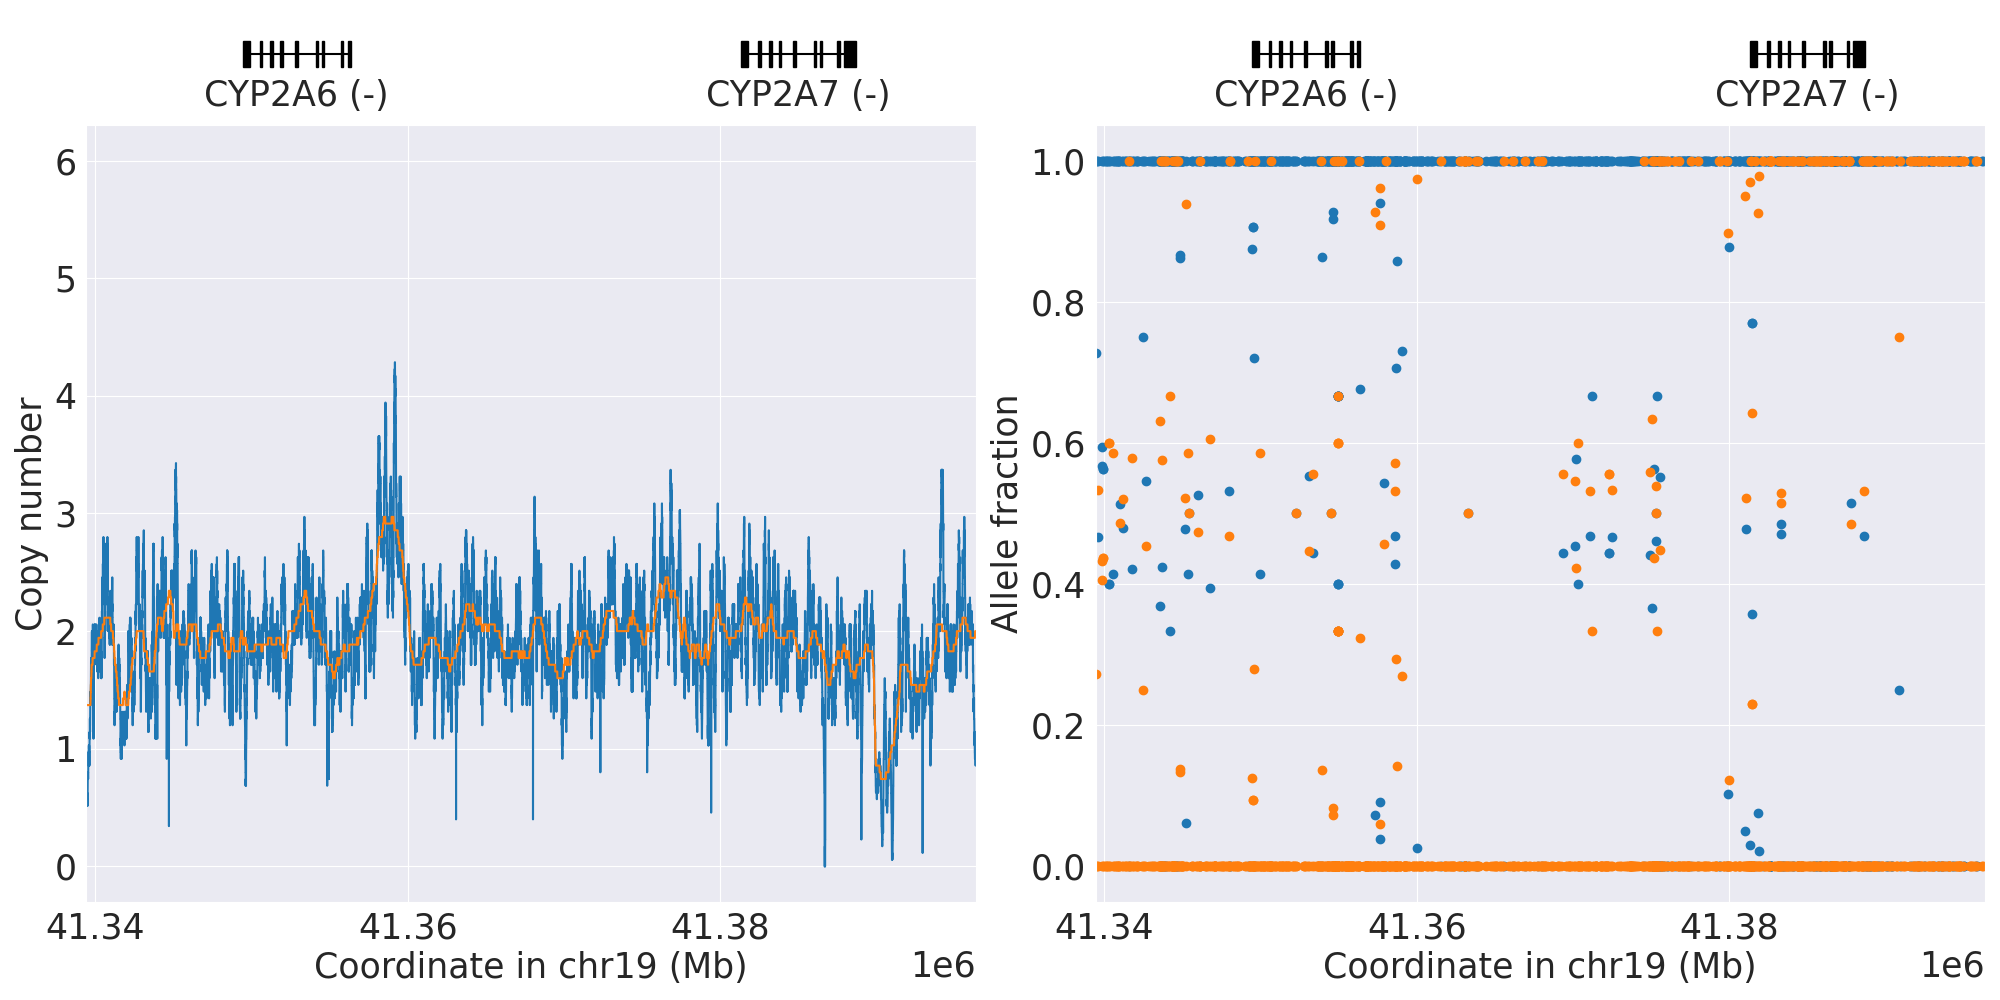 CYP2A6 (-)
CYP2A7 (-)
6
5
4
3
2
1
0
Copy number
41.34
41.36
41.38
Coordinate in chr19 (Mb)
1e6
CYP2A6 (-)
CYP2A7 (-)
1.0
0.8
0.6
0.4
0.2
0.0
Allele fraction
41.34
41.36
41.38
Coordinate in chr19 (Mb)
1e6